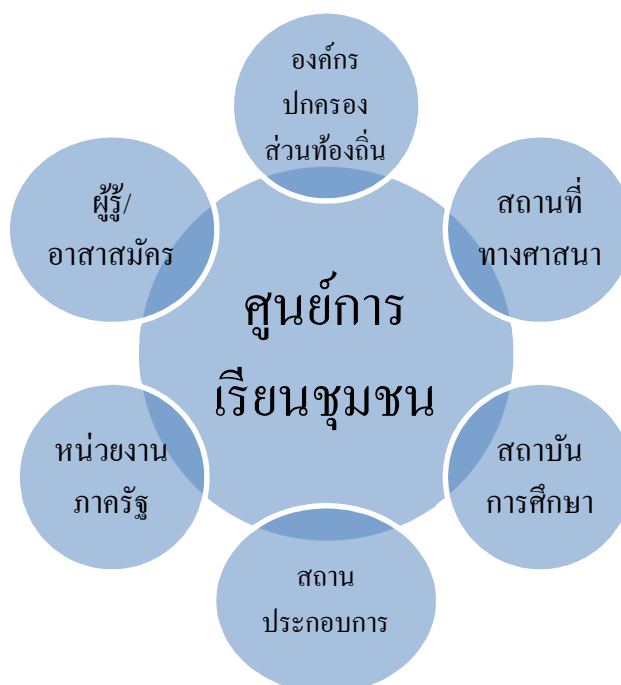 องค์กร
ปกครอง
ส่วนท้องถิ่น
สถานที่
ทางศาสนา
สถาบัน
การศึกษา
สถาน
ประกอบการ
หน่วยงาน
ภาครัฐ
ผู้รู้/
อาสาสมัคร
ศูนย์การ
เรียนชุมชน